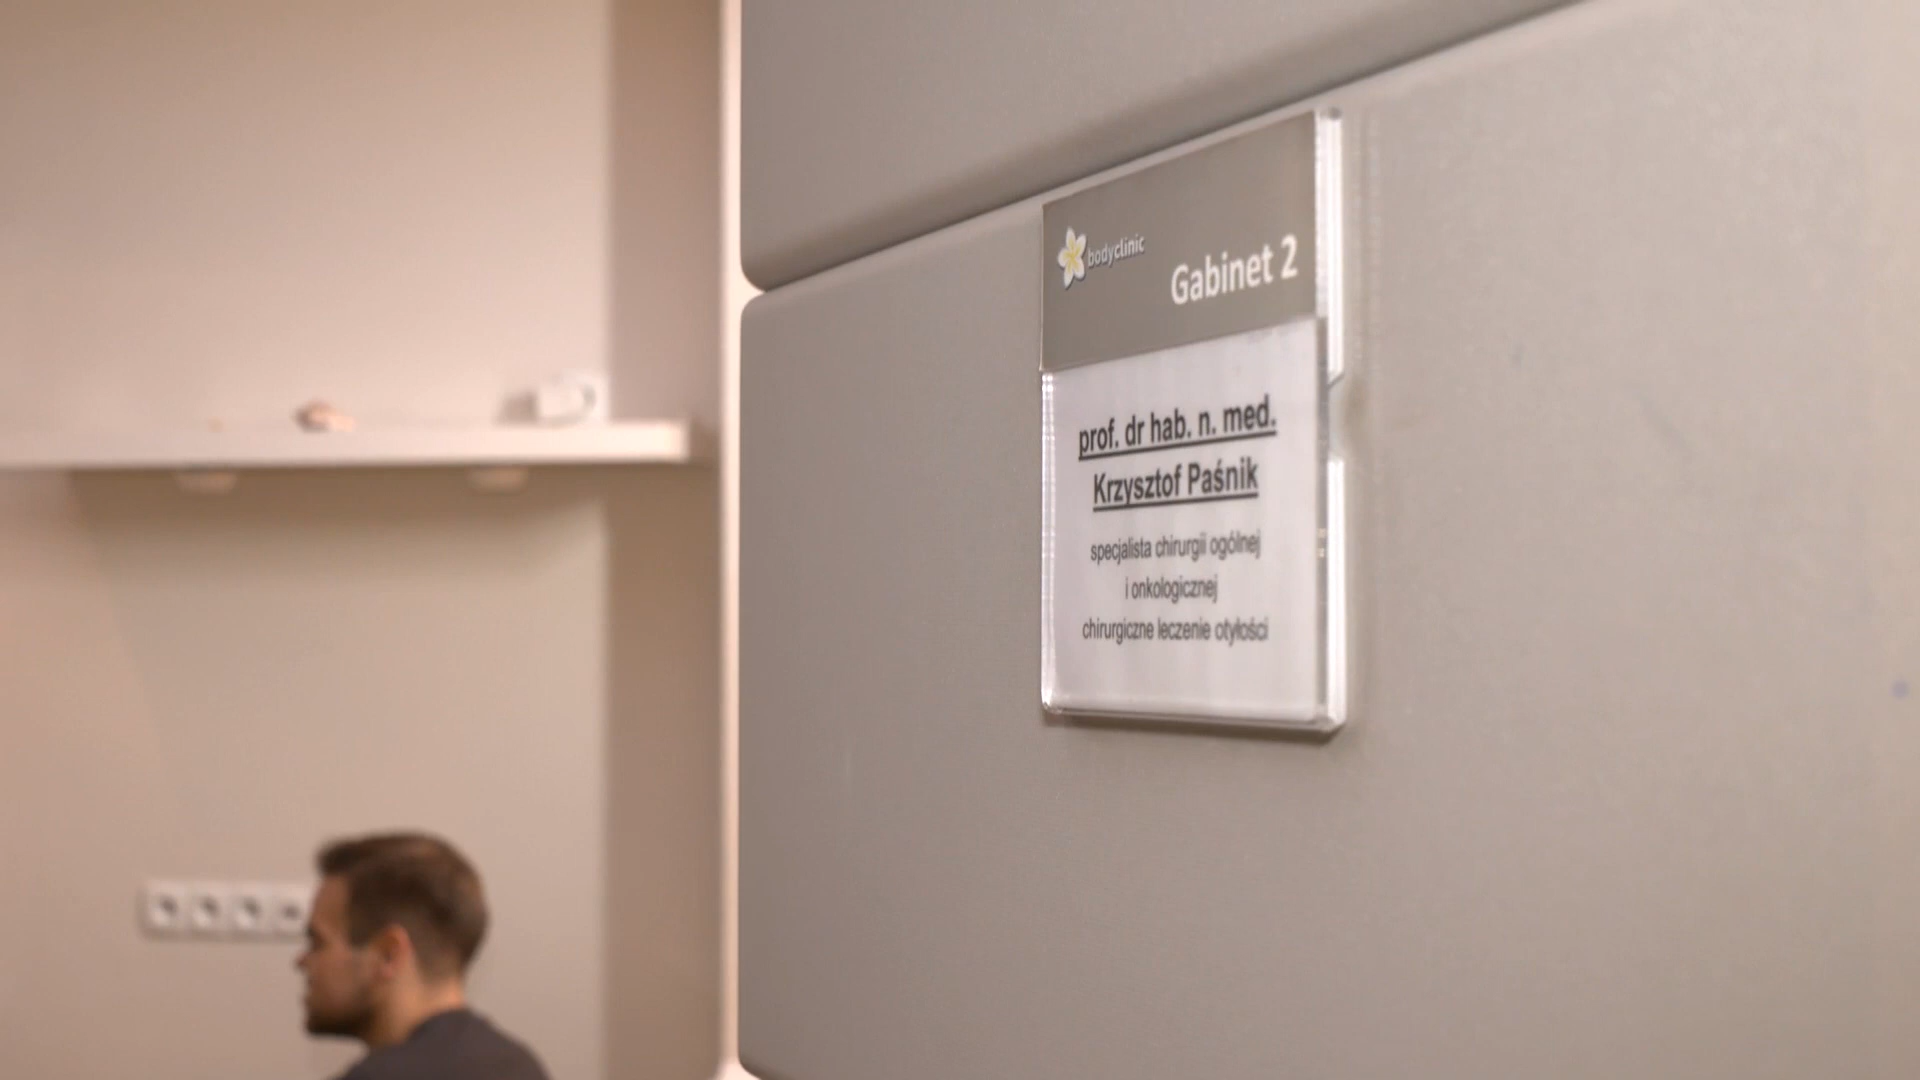 bodyclinic
Gabinet 2
prof. dr hab. n. med.
Krzysztof Paśnik
specjalista chirurgii ogólnej
i onkologicznej
chirurgiczne leczenie otyłości